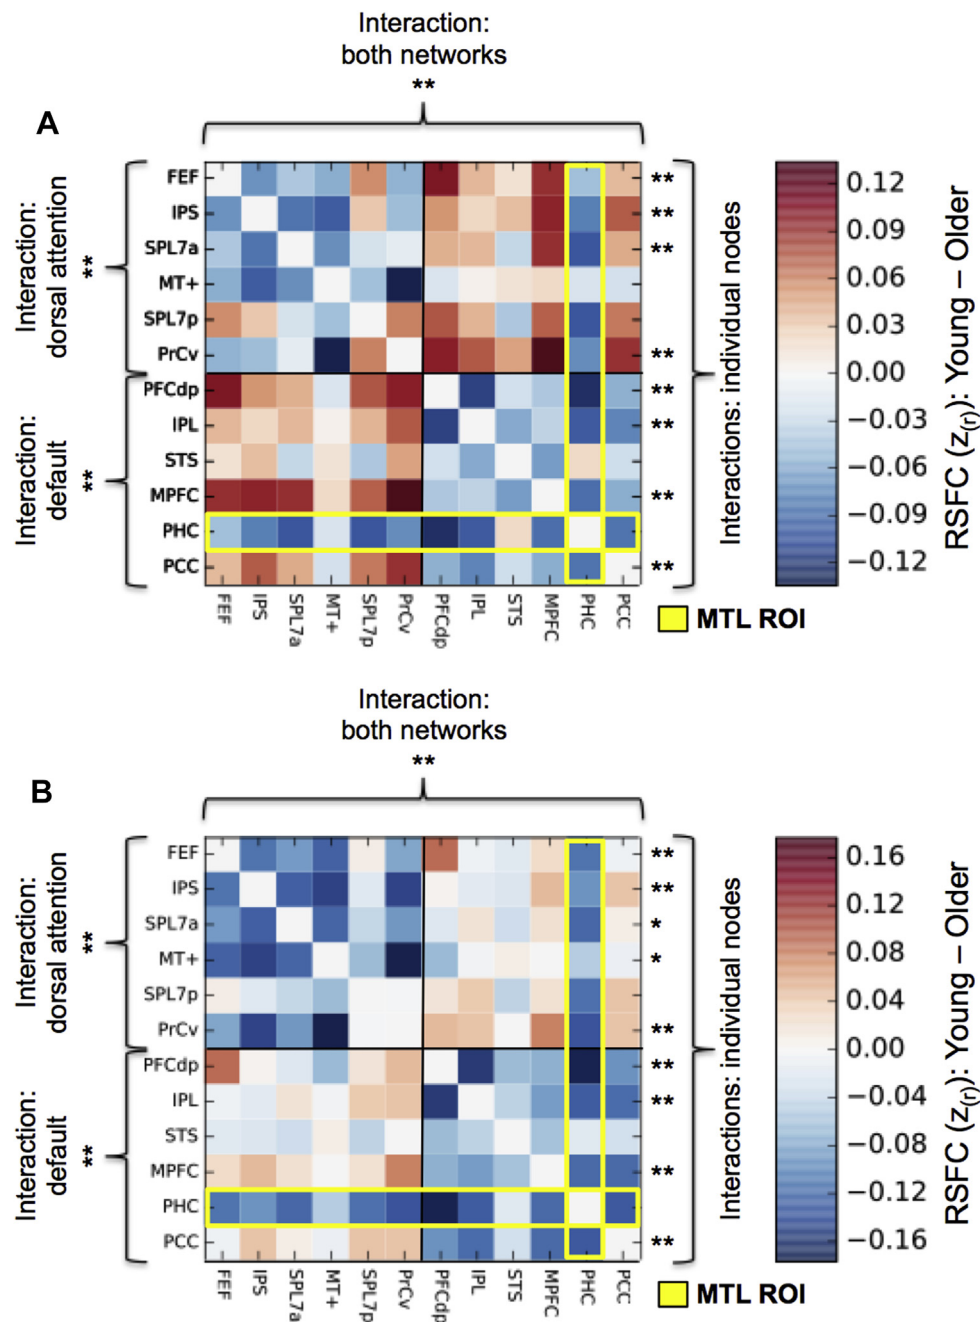 Interaction:
both networks
**
A
Interaction:
dorsal attention
**
Interaction:
default
**
FEF **
IPS **
SPL7a **
MT+
SPL7p
PrCv **
PFCdp **
IPL **
STS
MPFC **
PHC
PCC **
FEF IPS SPL7a MT+ SPL7p PrCv PFCdp IPL STS MPFC PHC PCC
MTL ROI
Interactions: individual nodes
0.12
0.09
0.06
0.03
0.00
−0.03
−0.06
−0.09
−0.12
RSFC (z(r)): Young – Older
Interaction:
both networks
**
B
Interaction:
dorsal attention
**
Interaction:
default
**
FEF **
IPS **
SPL7a *
MT+ *
SPL7p
PrCv **
PFCdp **
IPL **
STS
MPFC **
PHC
PCC **
FEF IPS SPL7a MT+ SPL7p PrCv PFCdp IPL STS MPFC PHC PCC
MTL ROI
Interactions: individual nodes
0.16
0.12
0.08
0.04
0.00
−0.04
−0.08
−0.12
−0.16
RSFC (z(r)): Young – Older